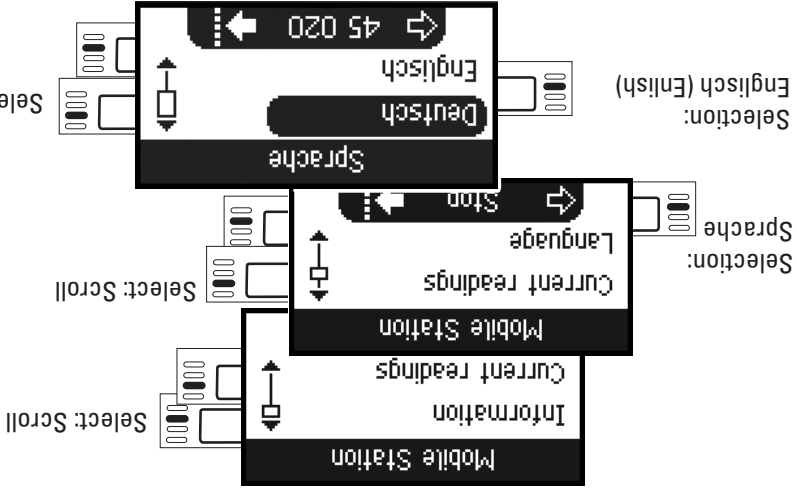 Mobile Station
Information
Current readings
Select: Scroll
Mobile Station
Current readings
Language
Stop
Selection:
Sprache
Select: Scroll
Sprache
Deutsch
Englisch
45 020
Selection:
Englisch (Enlish)
Sele